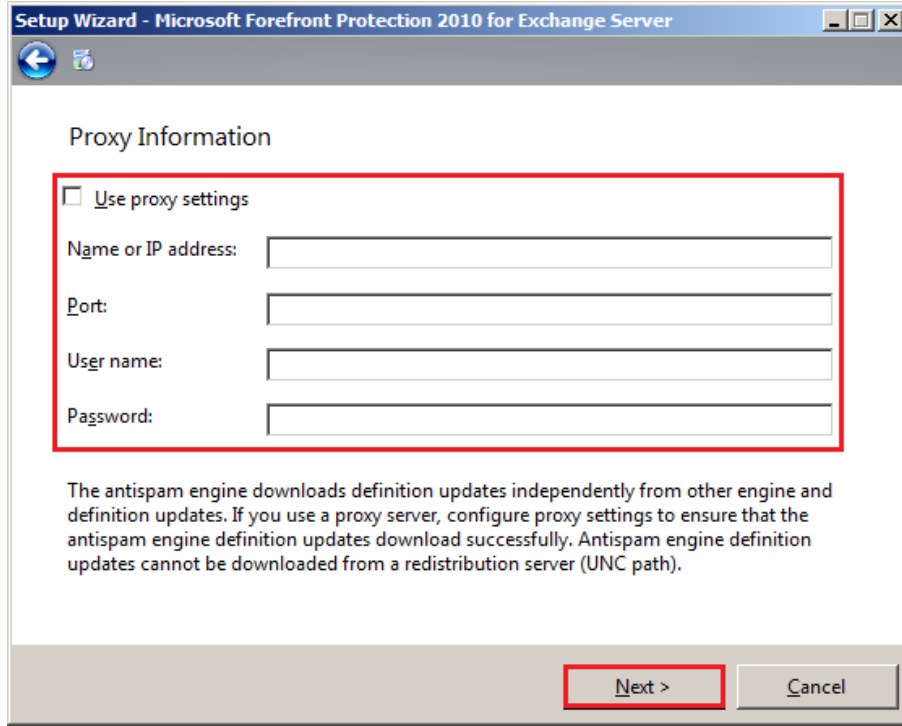 Setup Wizard - Microsoft Forefront Protection 2010 for Exchange Server
Proxy Information
Use proxy settings
Name or IP address:
Port:
User name:
Password:
The antispam engine downloads definition updates independently from other engine and
definition updates. If you use a proxy server, configure proxy settings to ensure that the
antispam engine definition updates download successfully. Antispam engine definition
updates cannot be downloaded from a redistribution server (UNC path).
Next >
Cancel